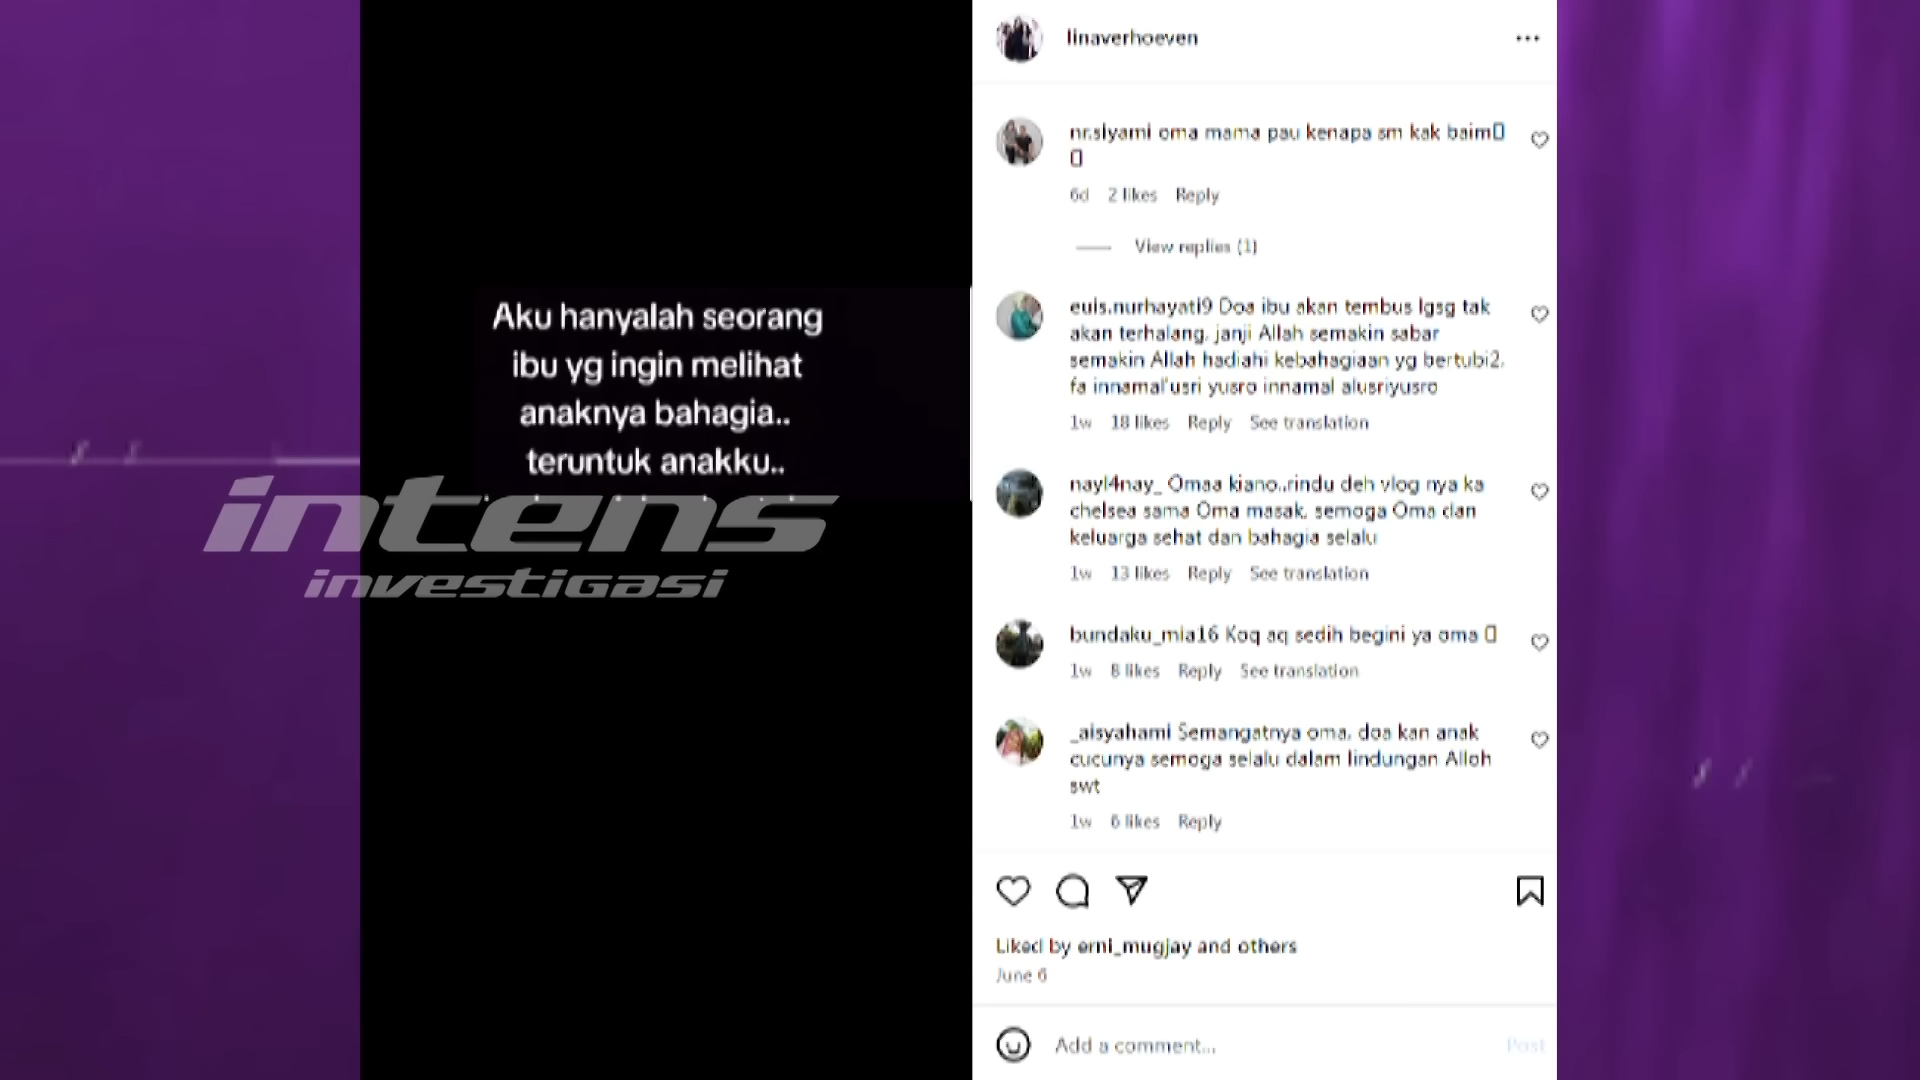 Aku hanyalah seorang
ibu yg ingin melihat
anaknya bahagia..
teruntuk anakku..
intens
investigasi
linaverhoeven
nr.siyami oma mama pau kenapa sm kak baim
6d 2 likes Reply
View replies (1)
euis.nurhayati9 Doa ibu akan tembus lgsg tak
akan terhalang, janji Allah semakin sabar
semakin Allah hadiahi kebahagiaan yg bertubi2,
fa innamal'usri yusro innamal alusriyusro
1w 18 likes Reply See translation
nayl4nay_ Omaa kiano..rindu deh vlog nya ka
chelsea sama Oma masak, semoga Oma dan
keluarga sehat dan bahagia selalu
1w 13 likes Reply See translation
bundaku_mia16 Koq aq sedih begini ya oma
1w 8 likes Reply See translation
_aisyahami Semangatnya oma, doa kan anak
cucunya semoga selalu dalam lindungan Alloh
swt
1w 6 likes Reply
Liked by erni_mugjay and others
June 6
Add a comment...
Post